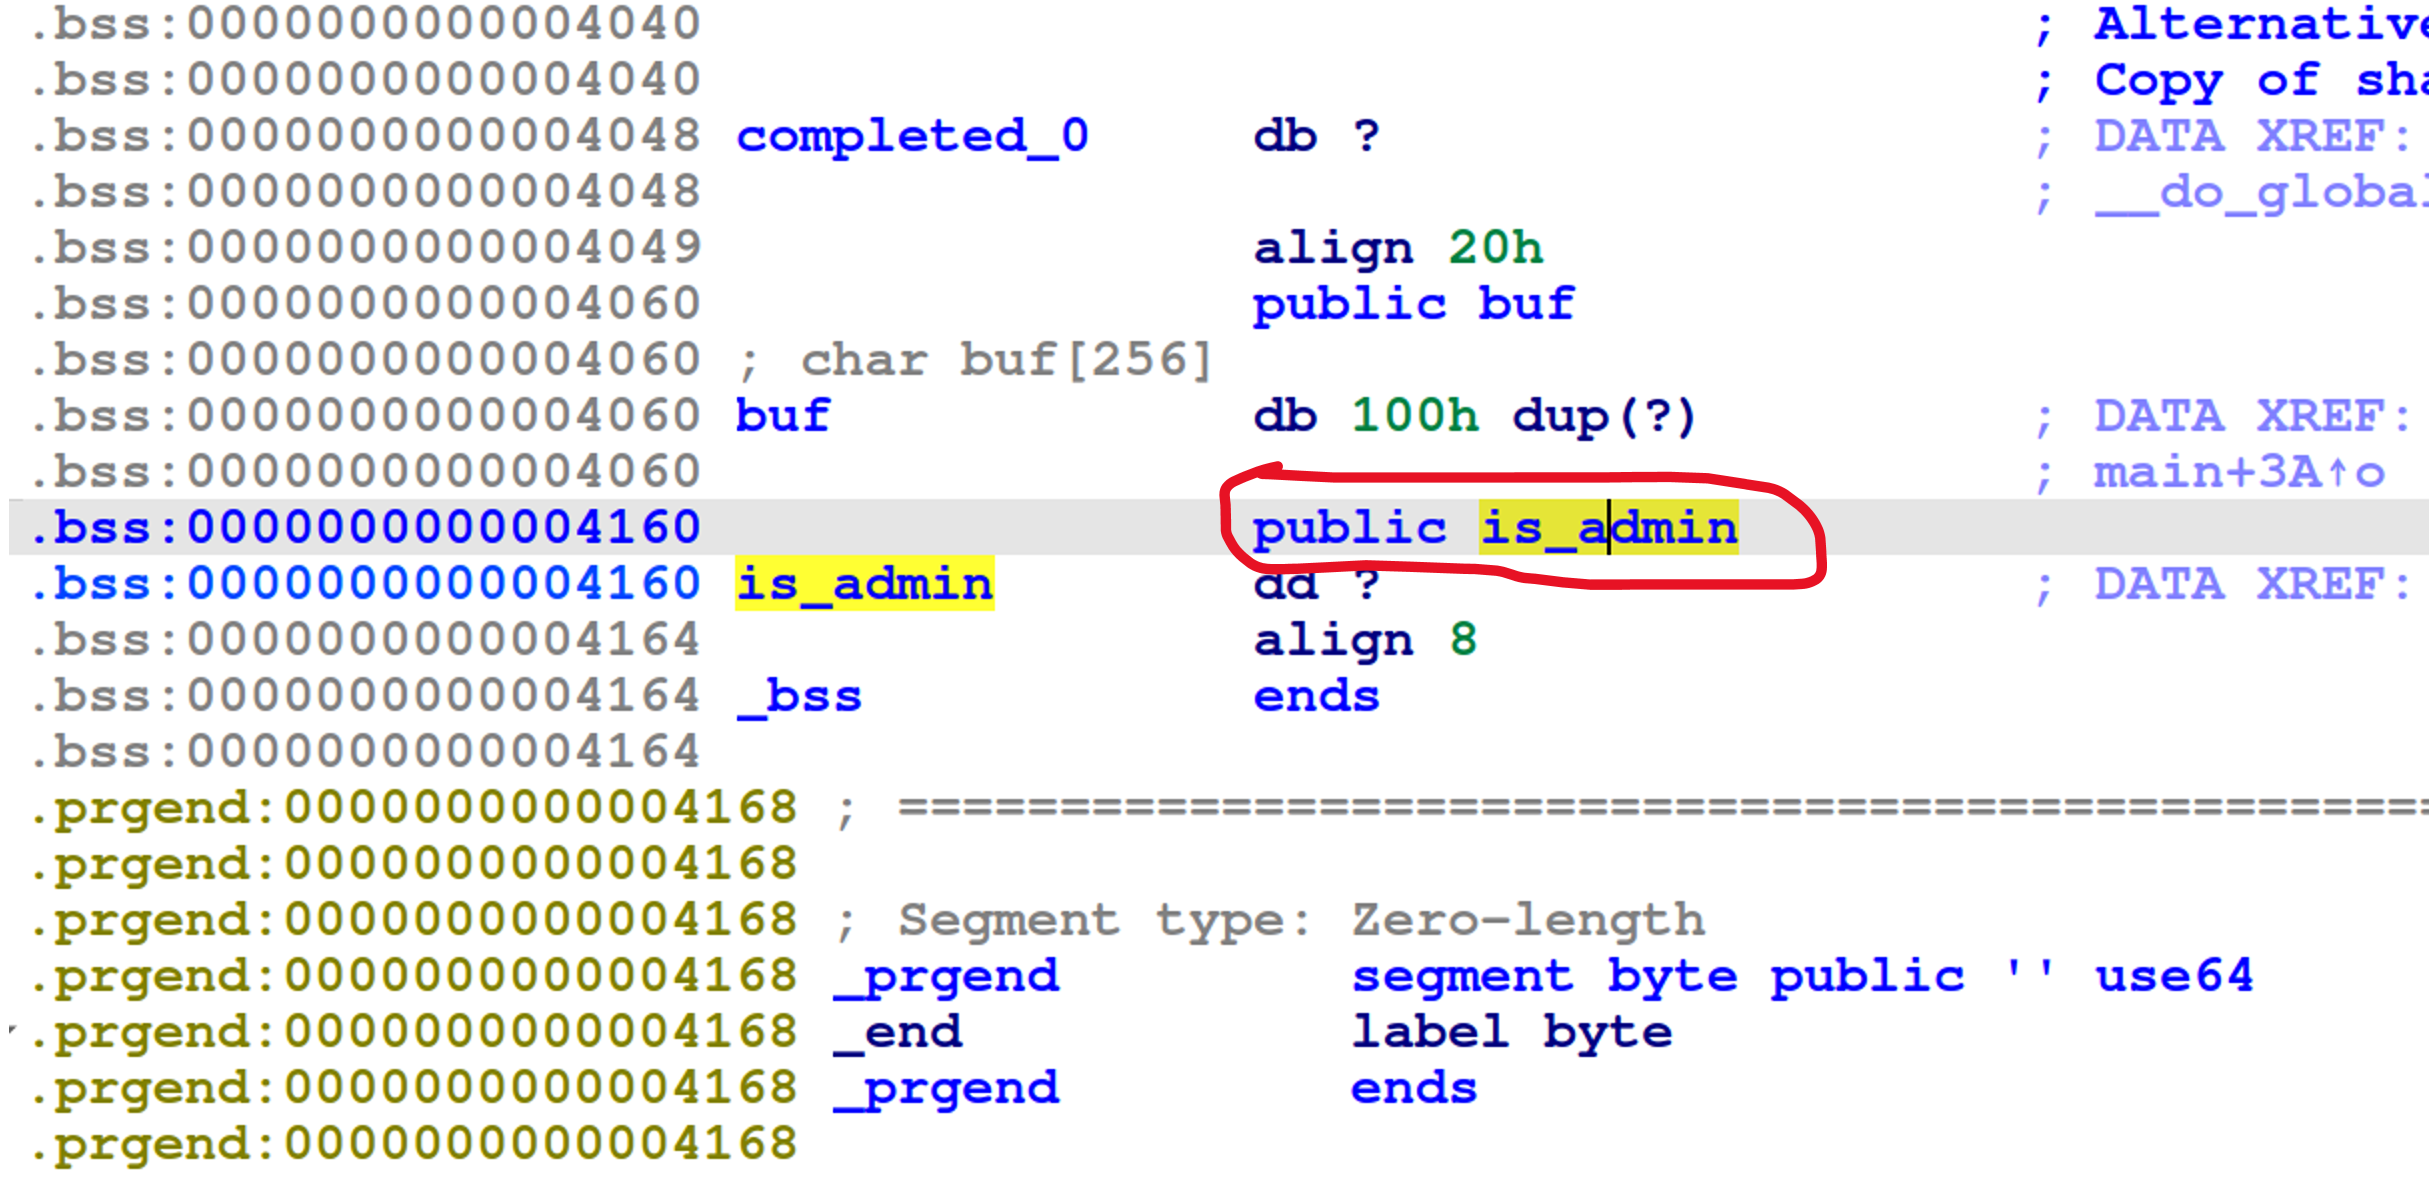 .bss:0000000000004040 ; Alternative
.bss:0000000000004040 ; Copy of sha
.bss:0000000000004048 completed_0 db ? ; DATA XREF:
.bss:0000000000004048 ; __do_global
.bss:0000000000004049 align 20h
.bss:0000000000004060 public buf
.bss:0000000000004060 ; char buf[256]
.bss:0000000000004060 buf db 100h dup(?) ; DATA XREF:
.bss:0000000000004060 ; main+3A↑o
.bss:0000000000004160 public is_admin
.bss:0000000000004160 is_admin dd ? ; DATA XREF:
.bss:0000000000004164 align 8
.bss:0000000000004164 _bss ends
.bss:0000000000004164
.prgend:0000000000004168 ; ================================================
.prgend:0000000000004168
.prgend:0000000000004168 ; Segment type: Zero-length
.prgend:0000000000004168 _prgend segment byte public '' use64
.prgend:0000000000004168 _end label byte
.prgend:0000000000004168 _prgend ends
.prgend:0000000000004168